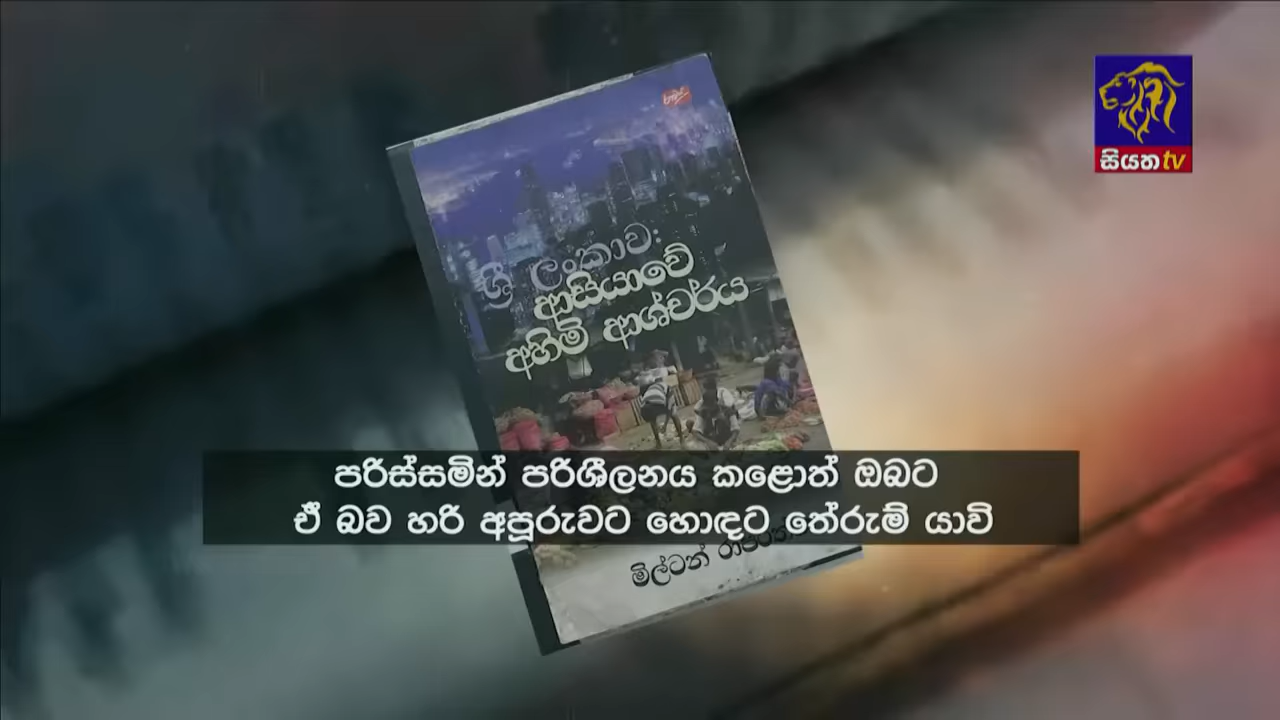 සියත tv
ශ්‍රී ලංකාව:
ආසියාවේ
අහිමි ආශ්චර්ය
පරිස්සමින් පරිශීලනය කළොත් ඔබට
ඒ බව හරි අපූරුවට හොඳට තේරුම් යාවි
මිල්ටන්